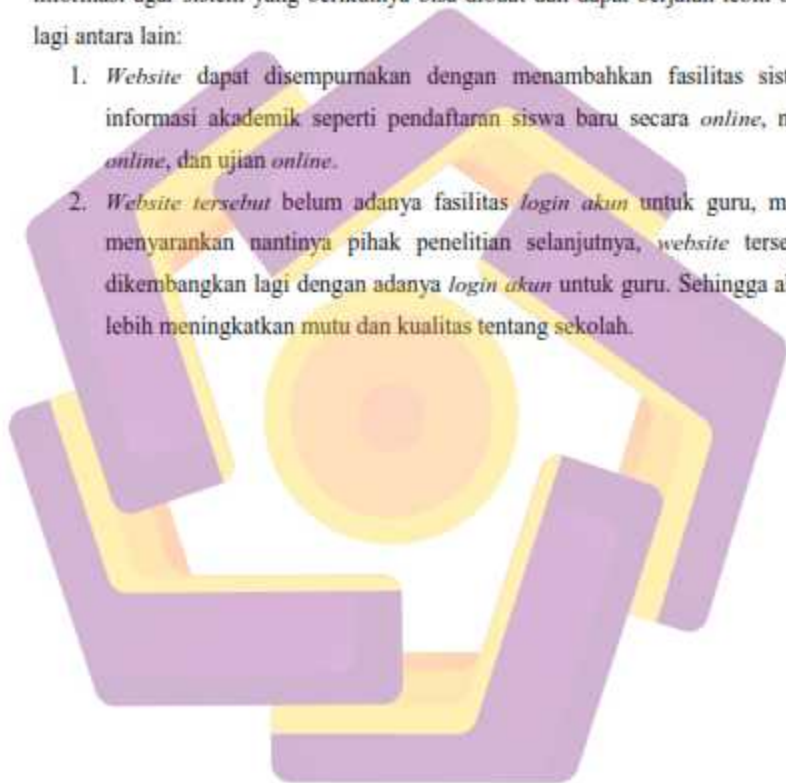 lagi antara lain:
1. Website dapat disempurnakan dengan menambahkan fasilitas
informasi akademik seperti pendaftaran siswa baru secara online,
online, dan ujian online.
2. Website tersebut belum adanya fasilitas login akun untuk guru,
menyarankan nantinya pihak penelitian selanjutnya, website
dikembangkan lagi dengan adanya login akun untuk guru. Sehingga
lebih meningkatkan mutu dan kualitas tentang sekolah.